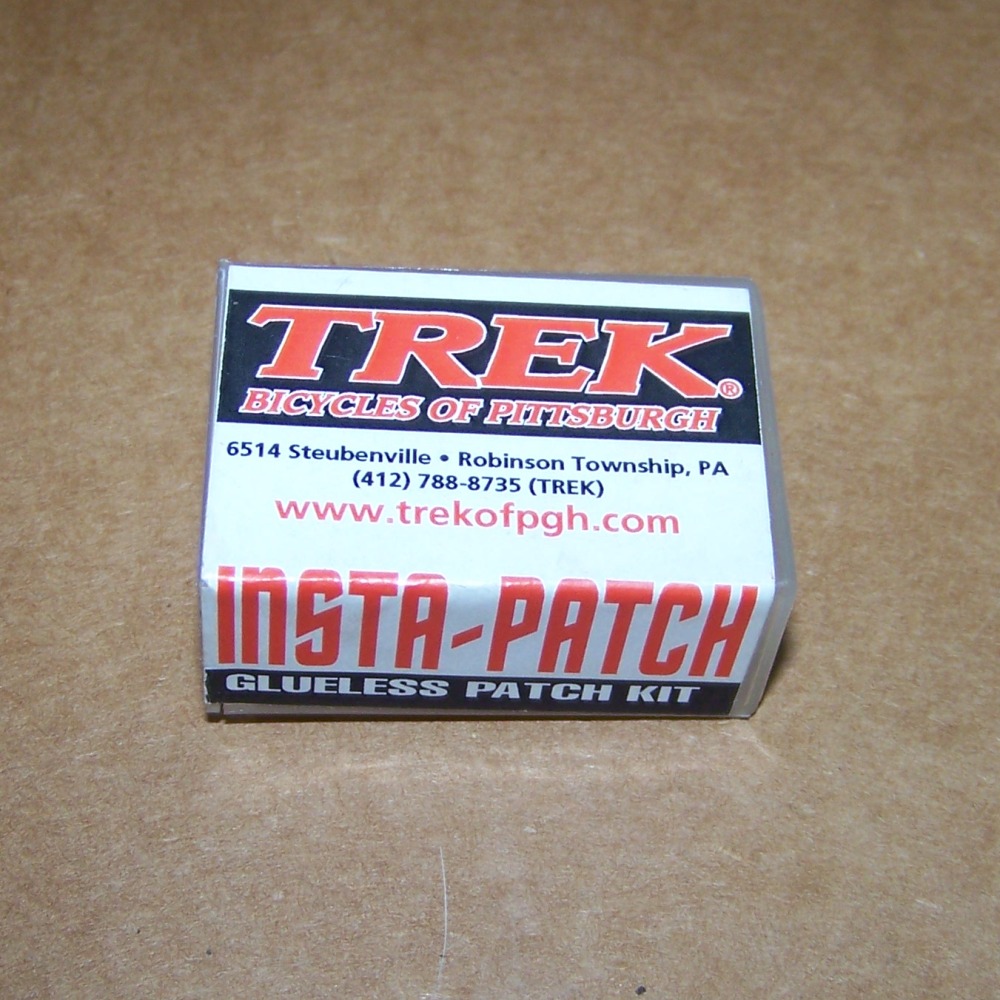 TREK®
BICYCLES OF PITTSBURGH
6514 Steubenville • Robinson Township, PA
(412) 788-8735 (TREK)
www.trekofpgh.com
INSTA-PATCH
GLUELESS PATCH KIT